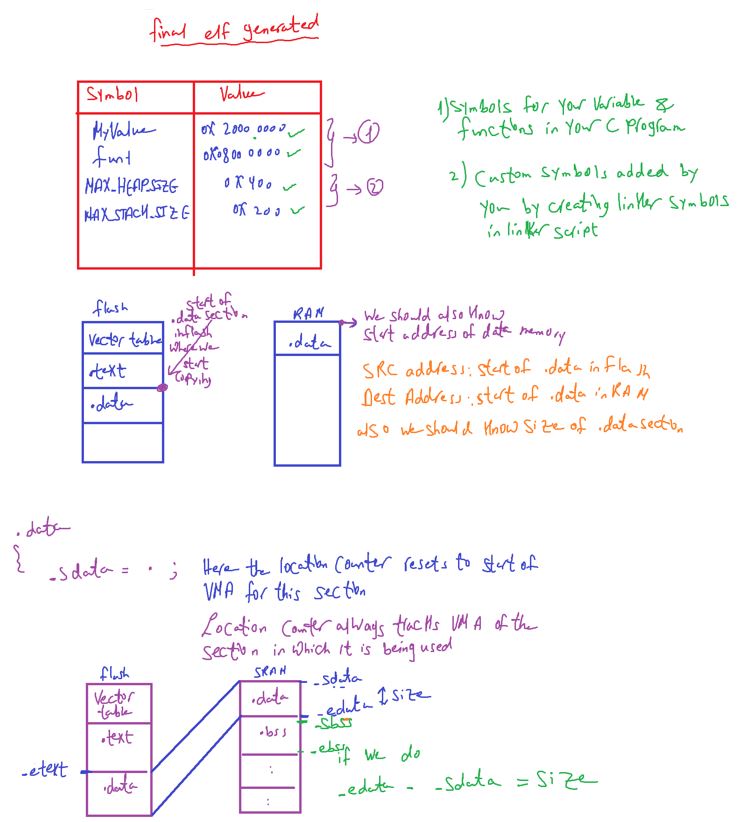 final elf generated
Symbol Value
MyValue 0x 2000.0000
fun1 0x0800 0000
MAX_HEAP_SIZE 0x400
MAX_STACK_SIZE 0x 200
→ 1
→ 2
1) Symbols for your variable &
functions in your C program
2) Custom symbols added by
you by creating linker symbols
in linker script
flash
Vector table
.text
.data
start of
.data section
in flash
where we
start
copying
RAM
.data
We should also know
start address of data memory
SRC address: start of .data in flash
Dest Address: start of .data in RAM
also we should know size of .data section
.data
{
_sdata = . ;
Here the location counter resets to start of
VMA for this section
Location counter always tracks VMA of the
section in which it is being used
flash
Vector
table
.text
_etext
.data
SRAM
.data
.bss
:
:
_sdata
_edata
size
_sbss
_ebss
if we do
_edata - _sdata = size